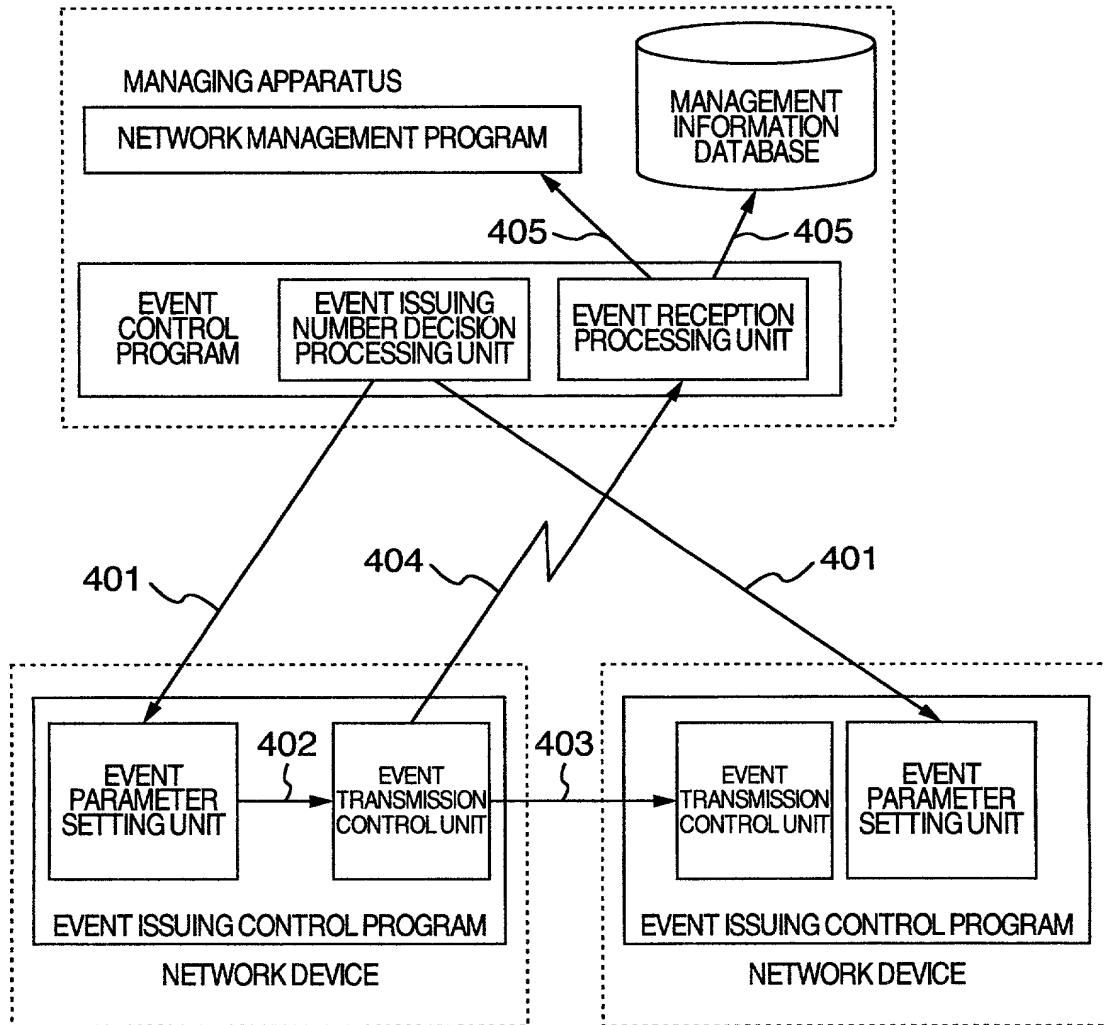 MANAGING APPARATUS
NETWORK MANAGEMENT PROGRAM
MANAGEMENT
INFORMATION
DATABASE
405
405
EVENT
CONTROL
PROGRAM
EVENT ISSUING
NUMBER DECISION
PROCESSING UNIT
EVENT RECEPTION
PROCESSING UNIT
401
404
401
EVENT
PARAMETER
SETTING UNIT
402
EVENT
TRANSMISSION
CONTROL UNIT
403
EVENT
TRANSMISSION
CONTROL UNIT
EVENT
PARAMETER
SETTING UNIT
EVENT ISSUING CONTROL PROGRAM
EVENT ISSUING CONTROL PROGRAM
NETWORK DEVICE
NETWORK DEVICE